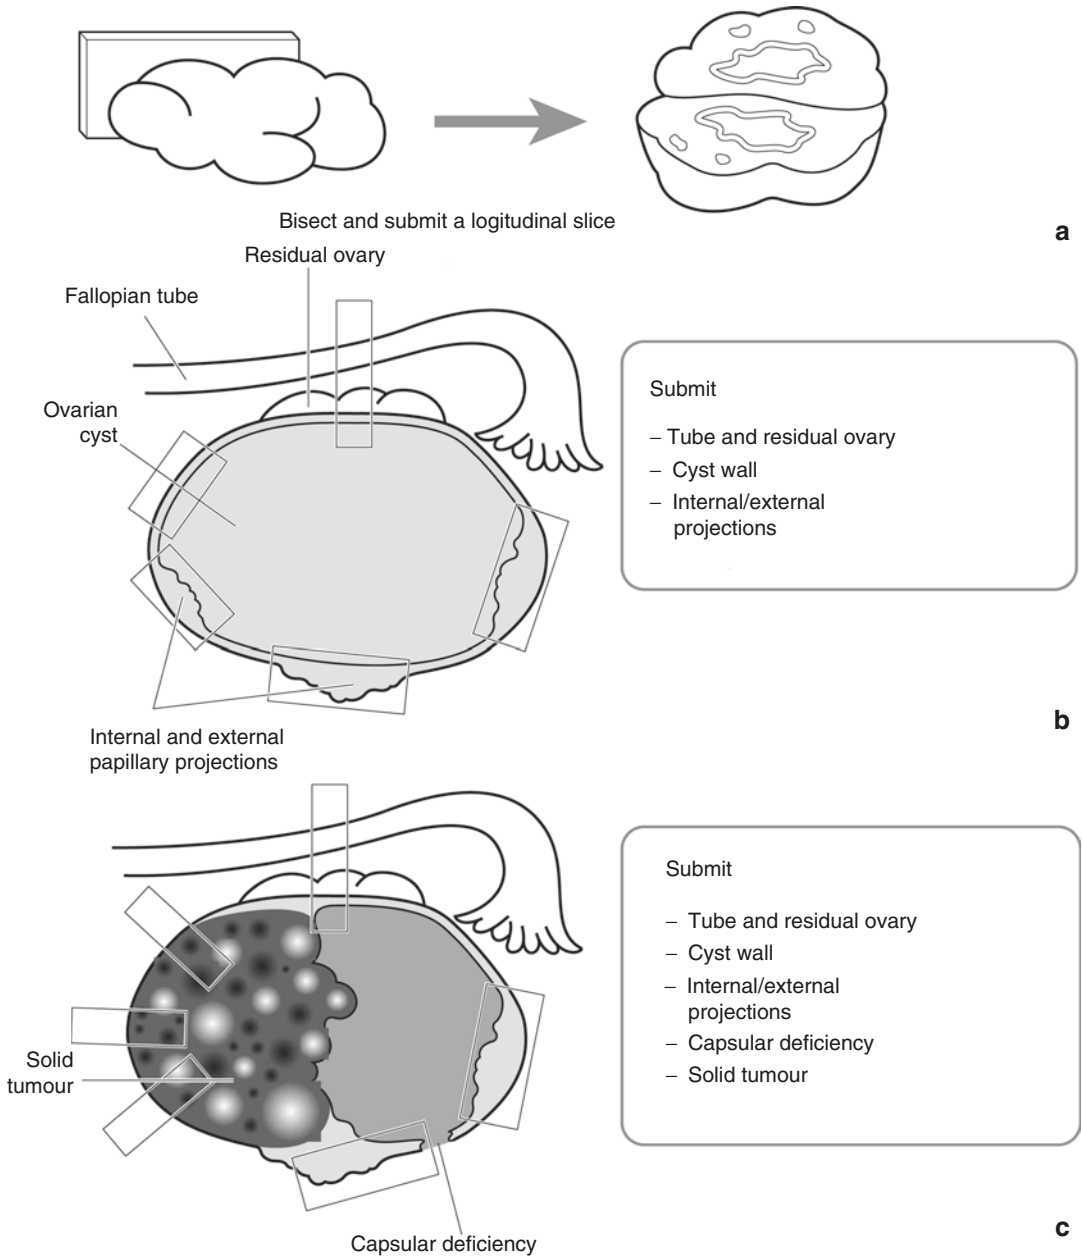 Bisect and submit a logitudinal slice
a
Residual ovary
Fallopian tube
Ovarian
cyst
Submit
– Tube and residual ovary
– Cyst wall
– Internal/external
projections
b
Internal and external
papillary projections
Submit
– Tube and residual ovary
– Cyst wall
– Internal/external
projections
– Capsular deficiency
– Solid tumour
Solid
tumour
c
Capsular deficiency